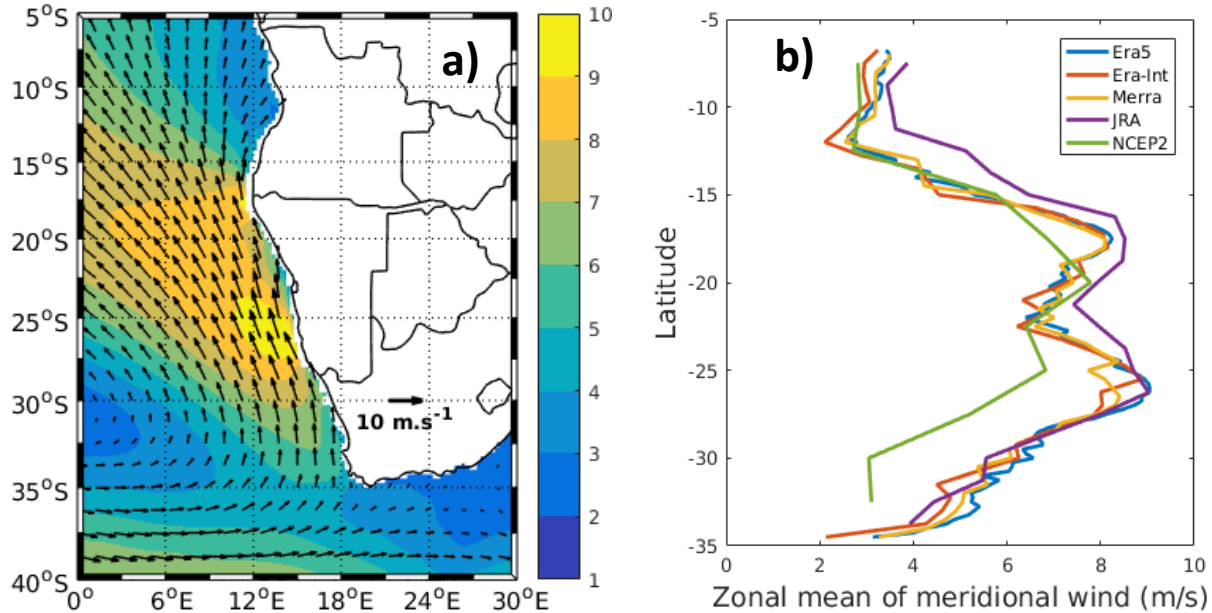 a)
5°S
10°S
15°S
20°S
25°S
30°S
35°S
40°S
0°
6°E
12°E
18°E
24°E
30°E
10 m.s⁻¹
10
9
8
7
6
5
4
3
2
1
b)
Era5
Era-Int
Merra
JRA
NCEP2
Latitude
-5
-10
-15
-20
-25
-30
-35
0
2
4
6
8
10
Zonal mean of meridional wind (m/s)